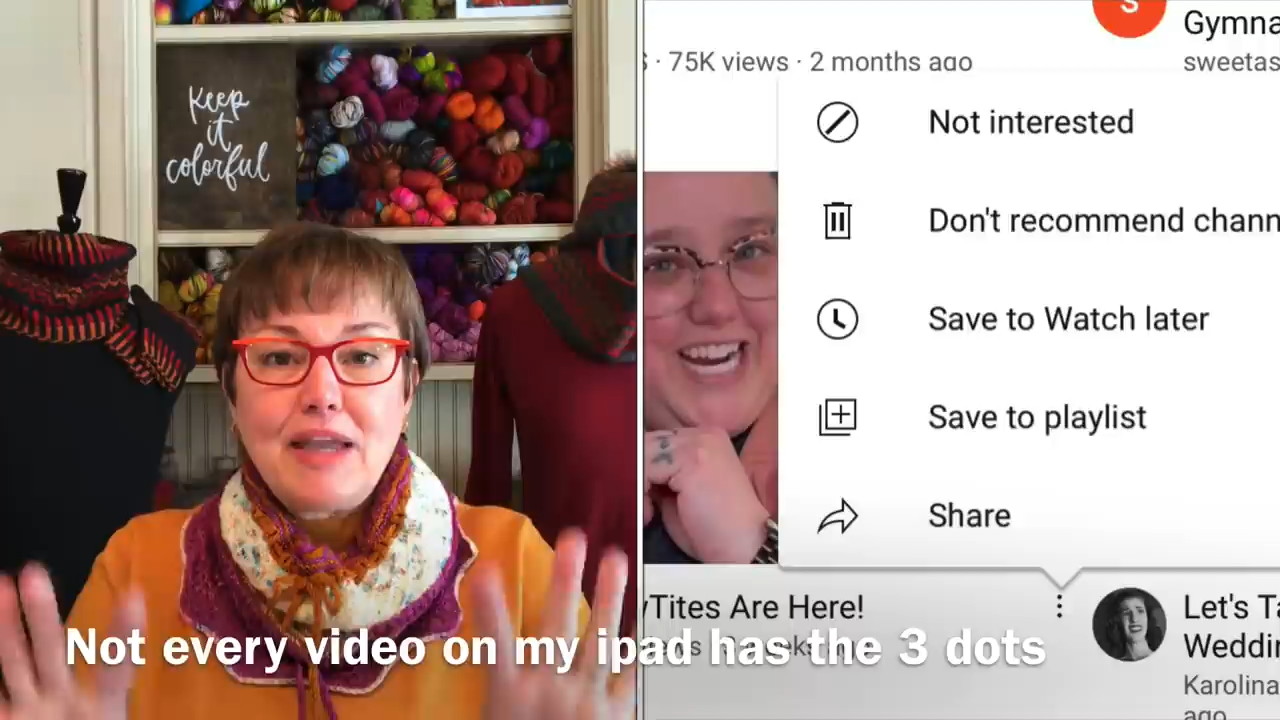 Keep
it
colorful
S
Gymna
sweetas
· 75K views · 2 months ago
Not interested
Don't recommend chann
Save to Watch later
Save to playlist
Share
Tites Are Here!
Let's Ta
Weddin
Karolina
ago
Not every video on my ipad has the 3 dots